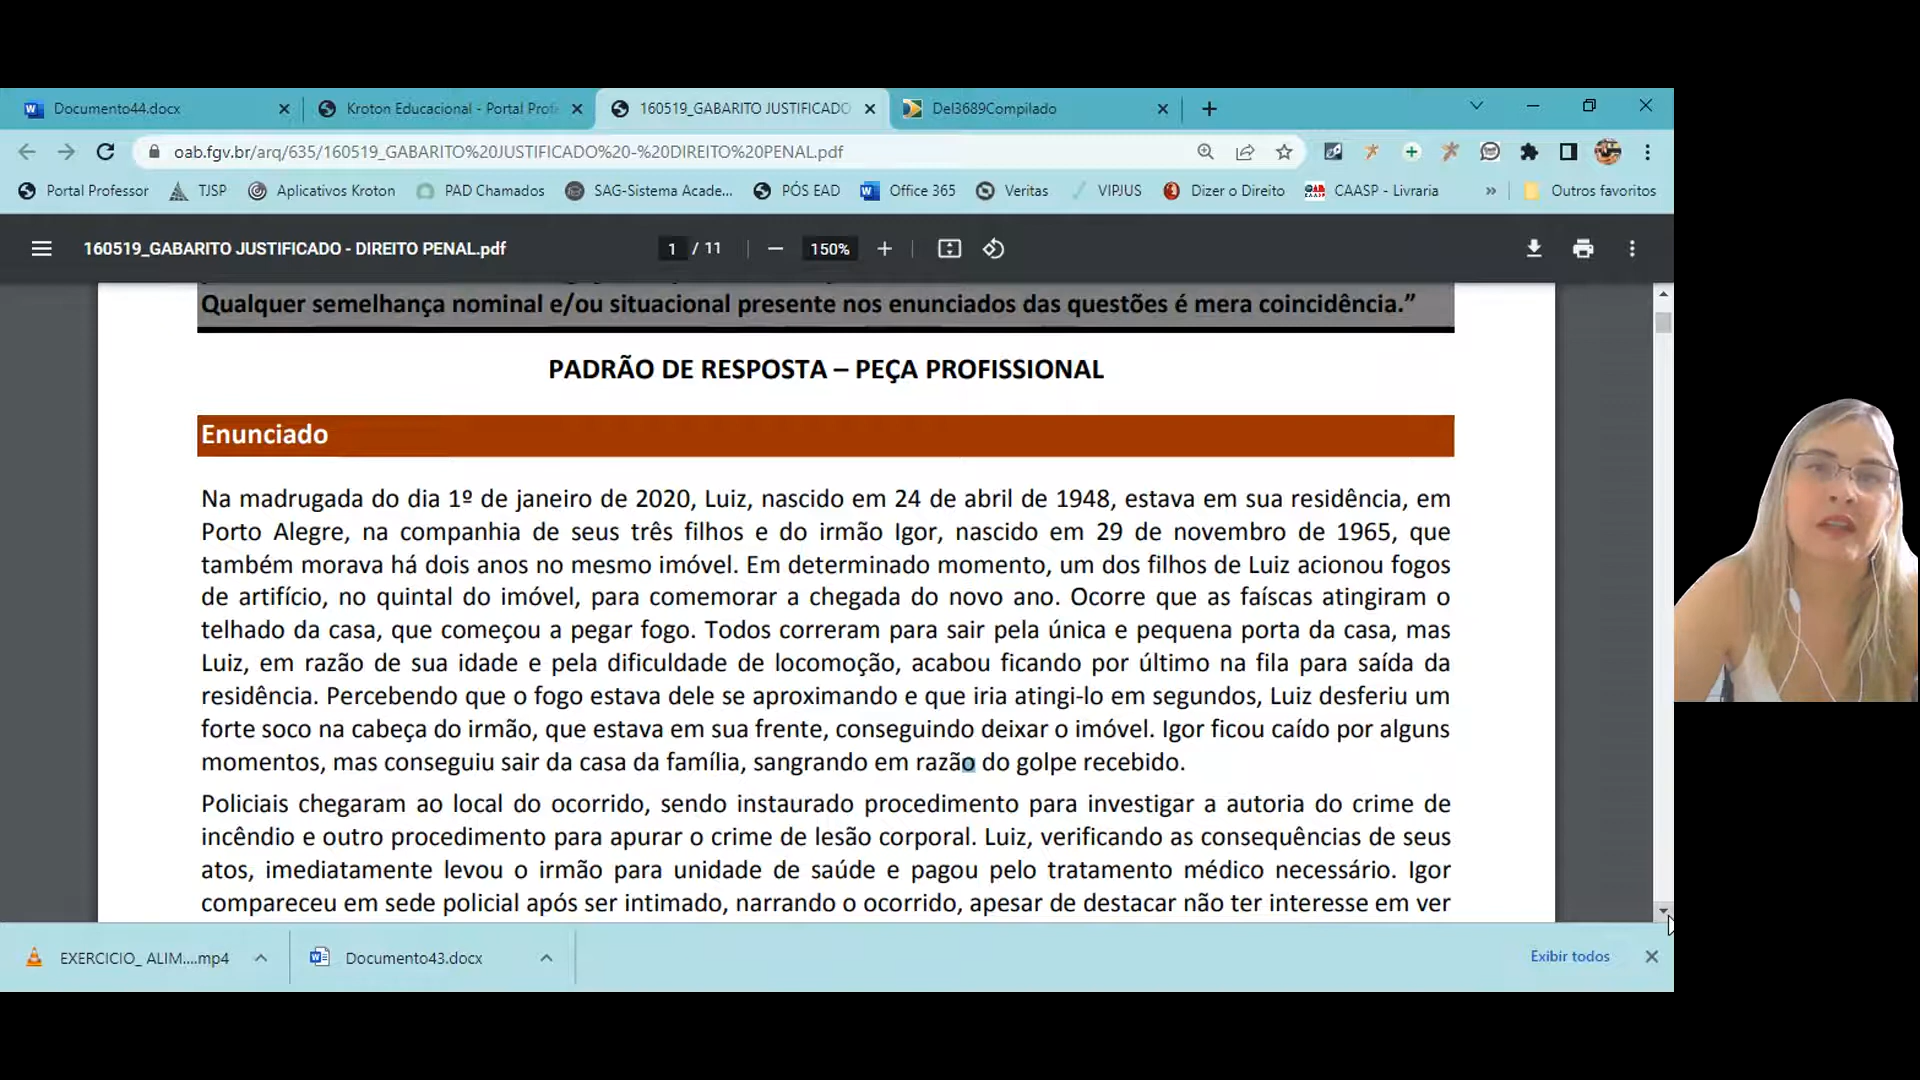 Documento44.docx
Kroton Educacional - Portal Prof
160519_GABARITO JUSTIFICADO
Del3689Compilado
oab.fgv.br/arq/635/160519_GABARITO%20JUSTIFICADO%20-%20DIREITO%20PENAL.pdf
Portal Professor
TJSP
Aplicativos Kroton
PAD Chamados
SAG-Sistema Acade...
PÓS EAD
Office 365
Veritas
VIPJUS
Dizer o Direito
CAASP - Livraria
Outros favoritos
160519_GABARITO JUSTIFICADO - DIREITO PENAL.pdf
1 / 11
150%
Qualquer semelhança nominal e/ou situacional presente nos enunciados das questões é mera coincidência.”
PADRÃO DE RESPOSTA – PEÇA PROFISSIONAL
Enunciado
Na madrugada do dia 1º de janeiro de 2020, Luiz, nascido em 24 de abril de 1948, estava em sua residência, em
Porto Alegre, na companhia de seus três filhos e do irmão Igor, nascido em 29 de novembro de 1965, que
também morava há dois anos no mesmo imóvel. Em determinado momento, um dos filhos de Luiz acionou fogos
de artifício, no quintal do imóvel, para comemorar a chegada do novo ano. Ocorre que as faíscas atingiram o
telhado da casa, que começou a pegar fogo. Todos correram para sair pela única e pequena porta da casa, mas
Luiz, em razão de sua idade e pela dificuldade de locomoção, acabou ficando por último na fila para saída da
residência. Percebendo que o fogo estava dele se aproximando e que iria atingi-lo em segundos, Luiz desferiu um
forte soco na cabeça do irmão, que estava em sua frente, conseguindo deixar o imóvel. Igor ficou caído por alguns
momentos, mas conseguiu sair da casa da família, sangrando em razão do golpe recebido.
Policiais chegaram ao local do ocorrido, sendo instaurado procedimento para investigar a autoria do crime de
incêndio e outro procedimento para apurar o crime de lesão corporal. Luiz, verificando as consequências de seus
atos, imediatamente levou o irmão para unidade de saúde e pagou pelo tratamento médico necessário. Igor
compareceu em sede policial após ser intimado, narrando o ocorrido, apesar de destacar não ter interesse em ver
EXERCICIO_ ALIM....mp4
Documento43.docx
Exibir todos